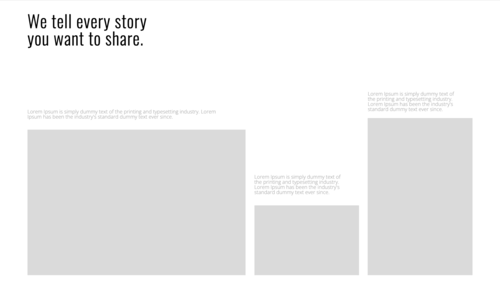 We tell every story
you want to share.
Lorem Ipsum is simply dummy text of the printing and typesetting industry. Lorem
Ipsum has been the industry's standard dummy text ever since.
Lorem Ipsum is simply dummy text of
the printing and typesetting industry.
Lorem Ipsum has been the industry's
standard dummy text ever since.
Lorem Ipsum is simply dummy text of
the printing and typesetting industry.
Lorem Ipsum has been the industry's
standard dummy text ever since.